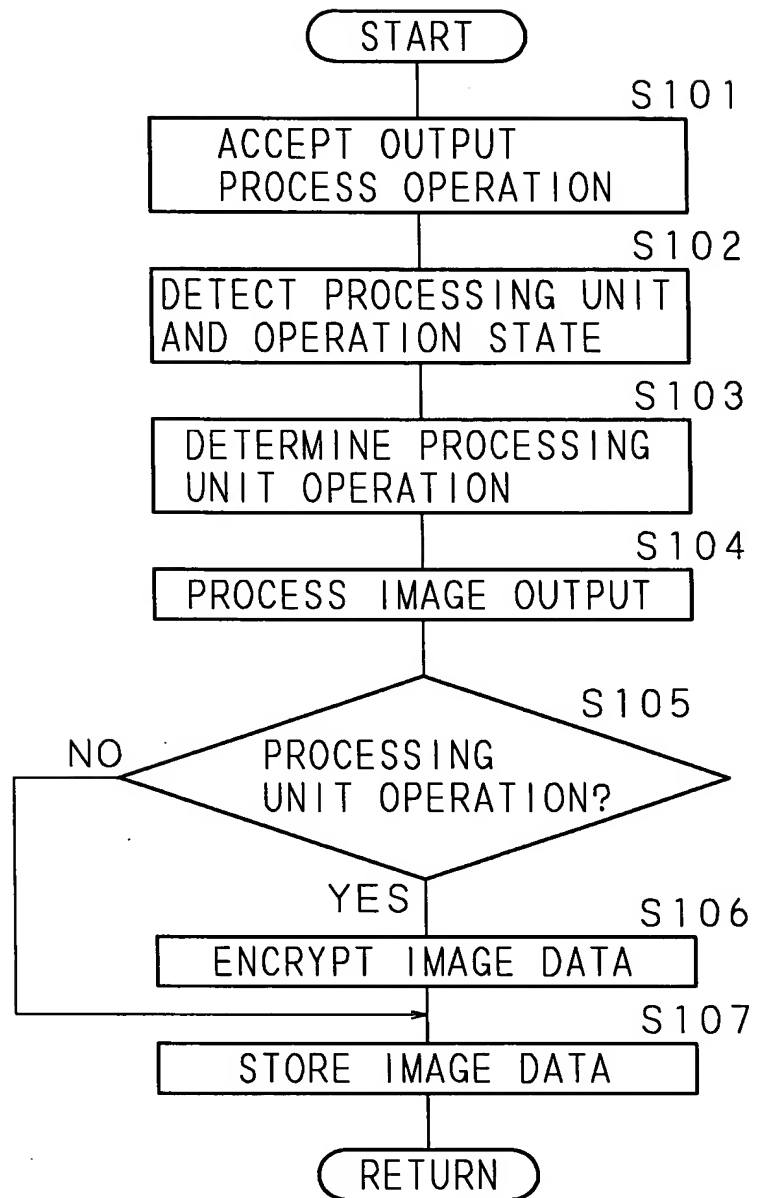 START
S101
ACCEPT OUTPUT
PROCESS OPERATION
S102
DETECT PROCESSING UNIT
AND OPERATION STATE
S103
DETERMINE PROCESSING
UNIT OPERATION
S104
PROCESS IMAGE OUTPUT
S105
NO
PROCESSING
UNIT OPERATION?
YES
S106
ENCRYPT IMAGE DATA
S107
STORE IMAGE DATA
RETURN